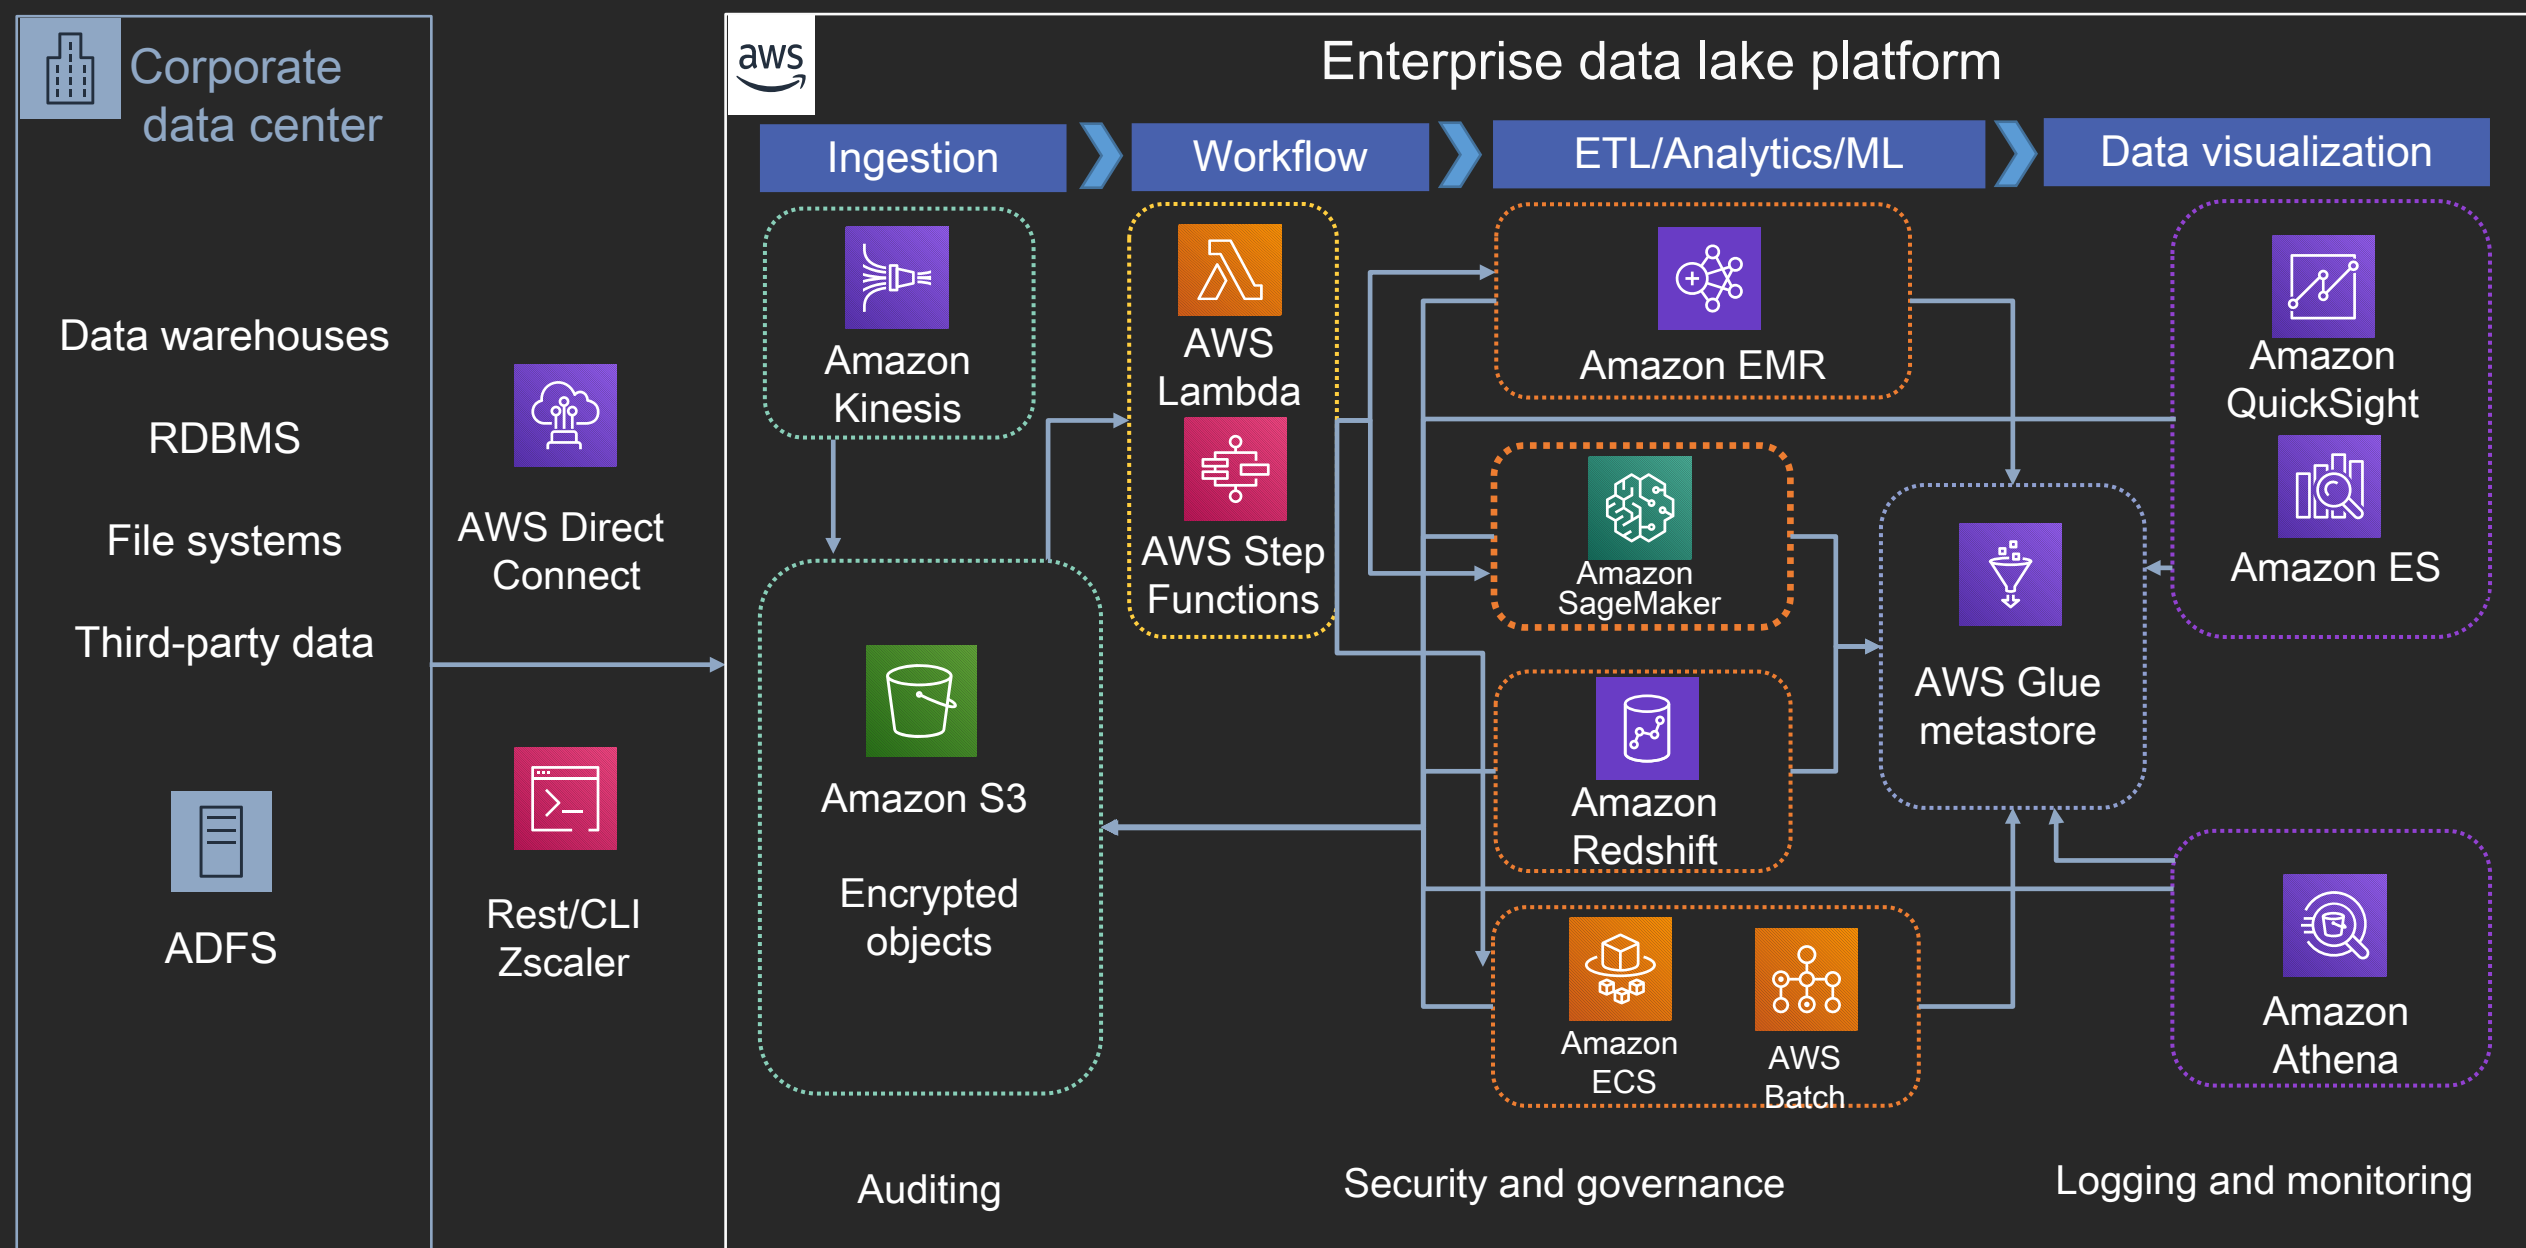 Corporate
data center
Data warehouses
RDBMS
File systems
Third-party data
ADFS
AWS Direct
Connect
Rest/CLI
Zscaler
aws
Enterprise data lake platform
Ingestion
Workflow
ETL/Analytics/ML
Data visualization
Amazon
Kinesis
Amazon S3
Encrypted
objects
AWS
Lambda
AWS Step
Functions
Amazon EMR
Amazon
SageMaker
Amazon
Redshift
Amazon
ECS
AWS
Batch
AWS Glue
metastore
Amazon
QuickSight
Amazon ES
Amazon
Athena
Auditing
Security and governance
Logging and monitoring